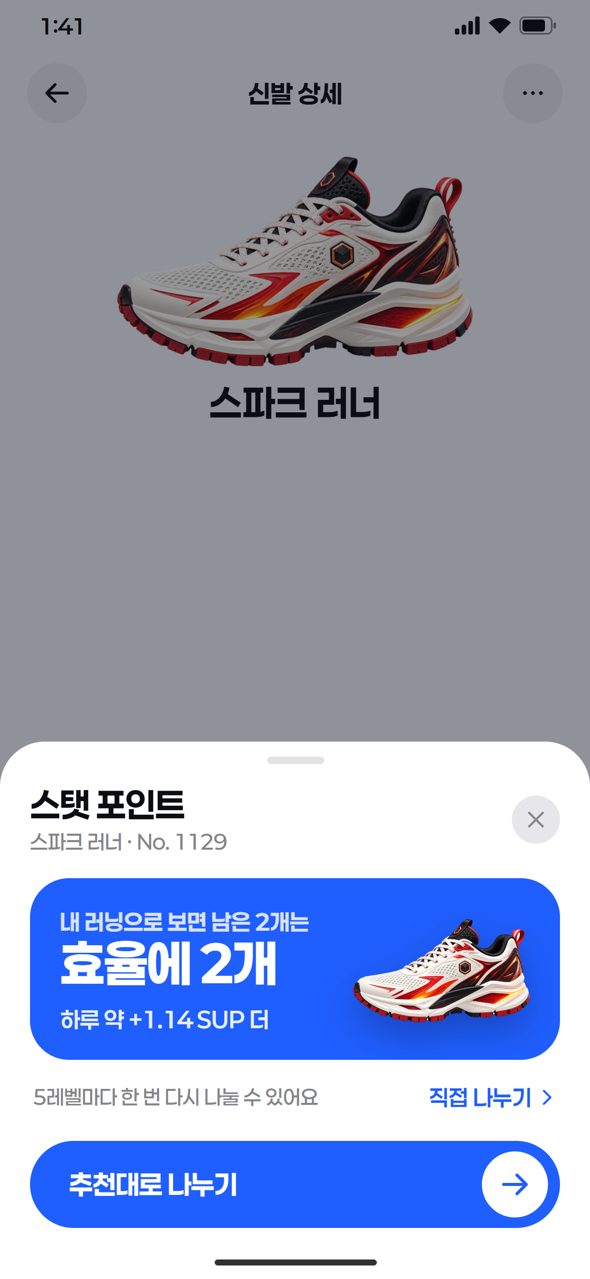 1:41
신발 상세
스파크 러너
스탯 포인트
스파크 러너 · No. 1129
내 러닝으로 보면 남은 2개는
효율에 2개
하루 약 +1.14 SUP 더
5레벨마다 한 번 다시 나눌 수 있어요
직접 나누기
추천대로 나누기